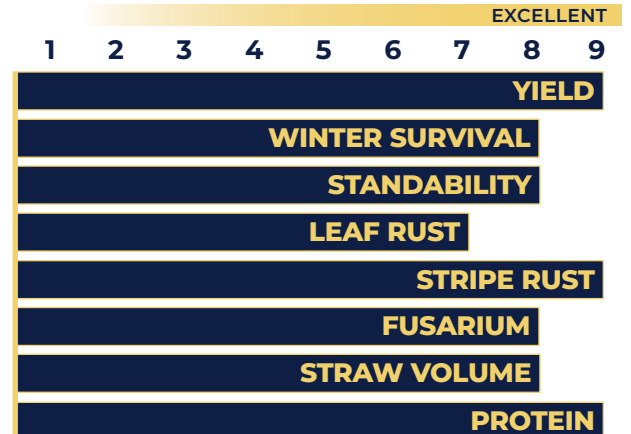 EXCELLENT
1 2 3 4 5 6 7 8 9
YIELD
WINTER SURVIVAL
STANDABILITY
LEAF RUST
STRIPE RUST
FUSARIUM
STRAW VOLUME
PROTEIN